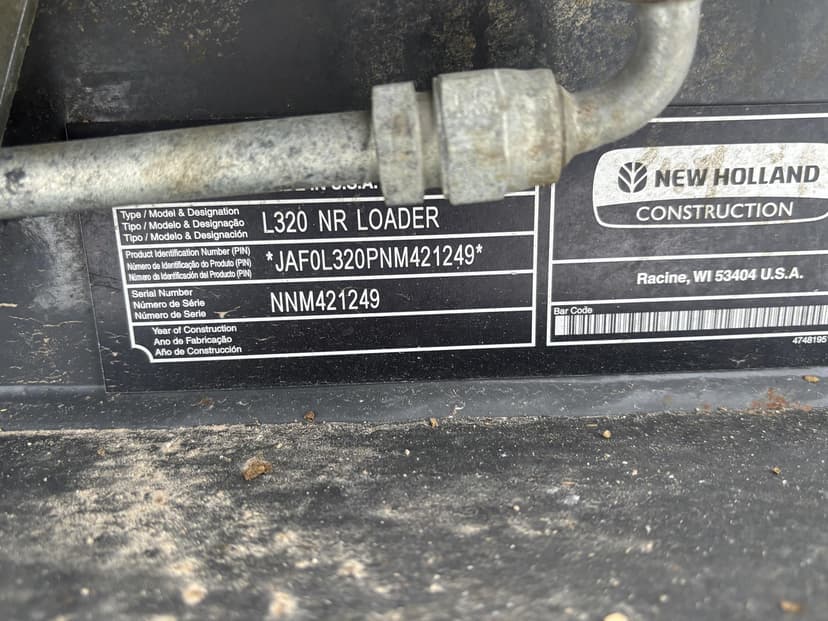 IN U.S.A.
Type / Model & Designation
Tipo / Modelo & Designação
Tipo / Modelo & Designación
L320 NR LOADER
Product Identification Number (PIN)
Número de Identificação do Produto (PIN)
Número de Identificación del Producto (PIN)
*JAF0L320PNM421249*
Serial Number
Número de Série
Número de Serie
NNM421249
Year of Construction
Ano de Fabricação
Año de Construcción
NEW HOLLAND
CONSTRUCTION
Racine, WI 53404 U.S.A.
Bar Code
4748195